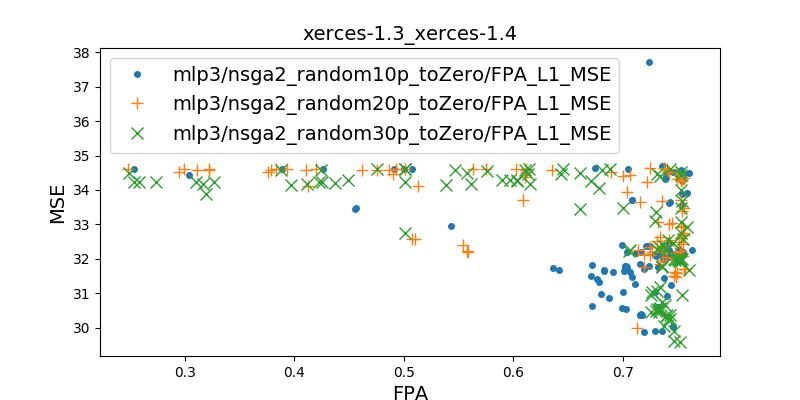 xerces-1.3_xerces-1.4
mlp3/nsga2_random10p_toZero/FPA_L1_MSE
mlp3/nsga2_random20p_toZero/FPA_L1_MSE
mlp3/nsga2_random30p_toZero/FPA_L1_MSE
MSE
38
37
36
35
34
33
32
31
30
0.3 0.4 0.5 0.6 0.7
FPA